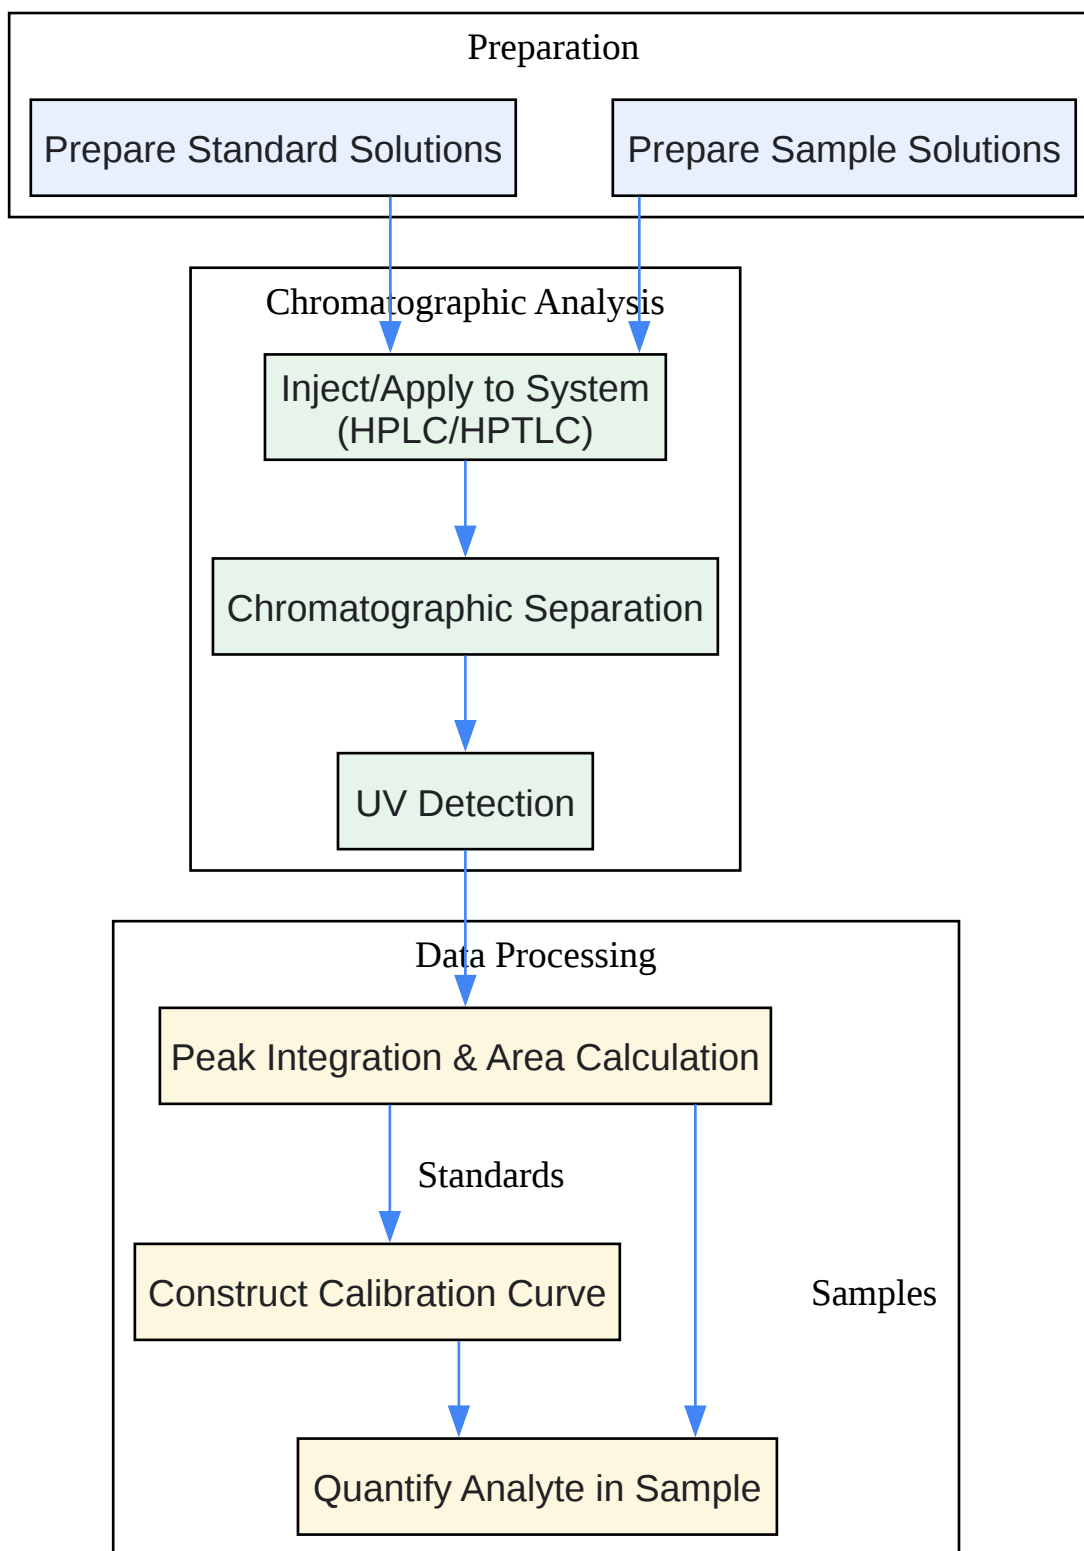 Preparation
Prepare Standard Solutions
Prepare Sample Solutions
Chromatographic Analysis
Inject/Apply to System
(HPLC/HPTLC)
Chromatographic Separation
UV Detection
Data Processing
Peak Integration & Area Calculation
Standards
Construct Calibration Curve
Samples
Quantify Analyte in Sample